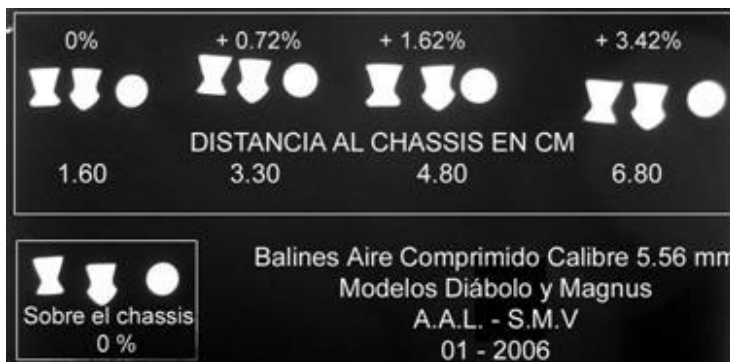 0% + 0.72% + 1.62% + 3.42%
DISTANCIA AL CHASSIS EN CM
1.60 3.30 4.80 6.80
Sobre el chassis
0 %
Balines Aire Comprimido Calibre 5.56 mm
Modelos Diábolo y Magnus
A.A.L. - S.M.V
01 - 2006